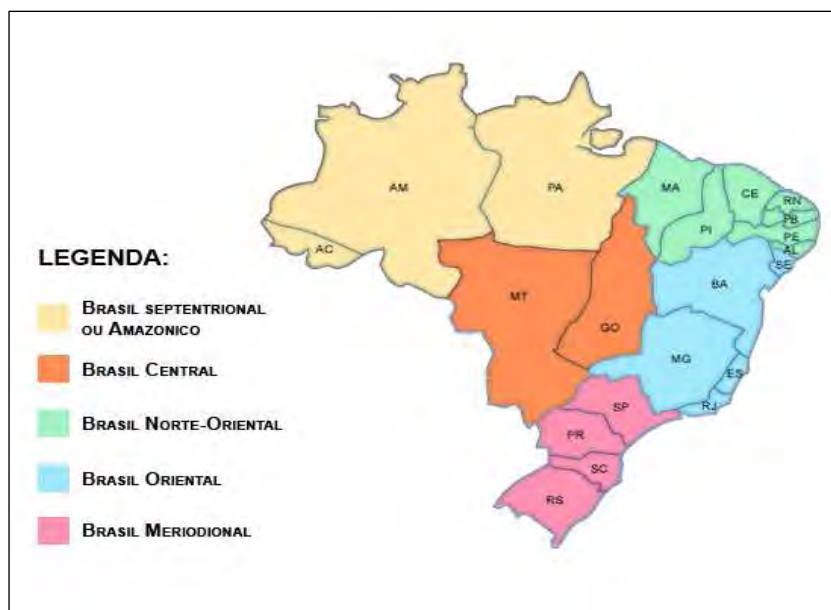 AM
PA
MA
CE
RN
PB
PE
AL
SE
PI
AC
BA
MT
GO
MG
ES
RJ
SP
PR
SC
RS
LEGENDA:
BRASIL SEPTENTRIONAL
OU AMAZONICO
BRASIL CENTRAL
BRASIL NORTE-ORIENTAL
BRASIL ORIENTAL
BRASIL MERIODIONAL